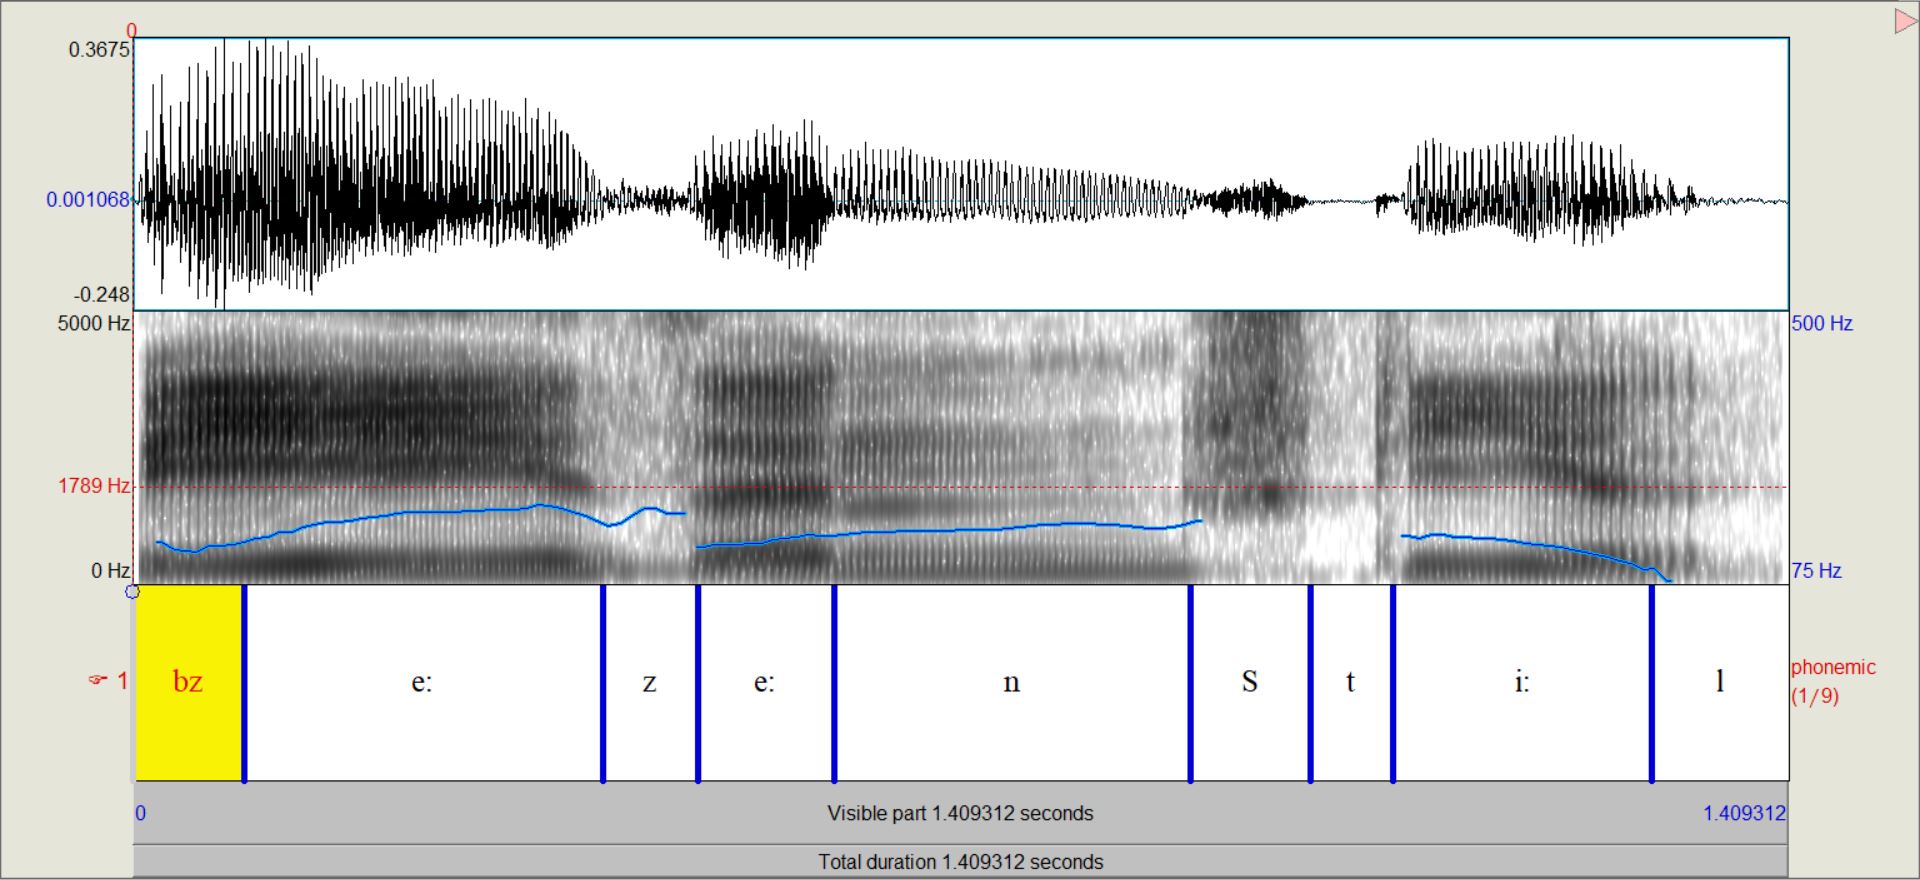 0
0.3675
0.001068
-0.248
5000 Hz 500 Hz
1789 Hz
0 Hz 75 Hz
☞ 1 bz e: z e: n S t i: l phonemic
(1/9)
0 Visible part 1.409312 seconds 1.409312
Total duration 1.409312 seconds